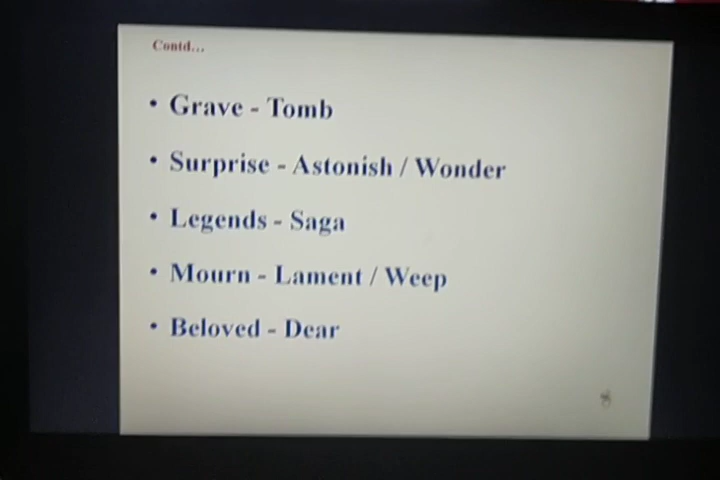 Contd...
• Grave - Tomb
• Surprise - Astonish / Wonder
• Legends - Saga
• Mourn - Lament / Weep
• Beloved - Dear